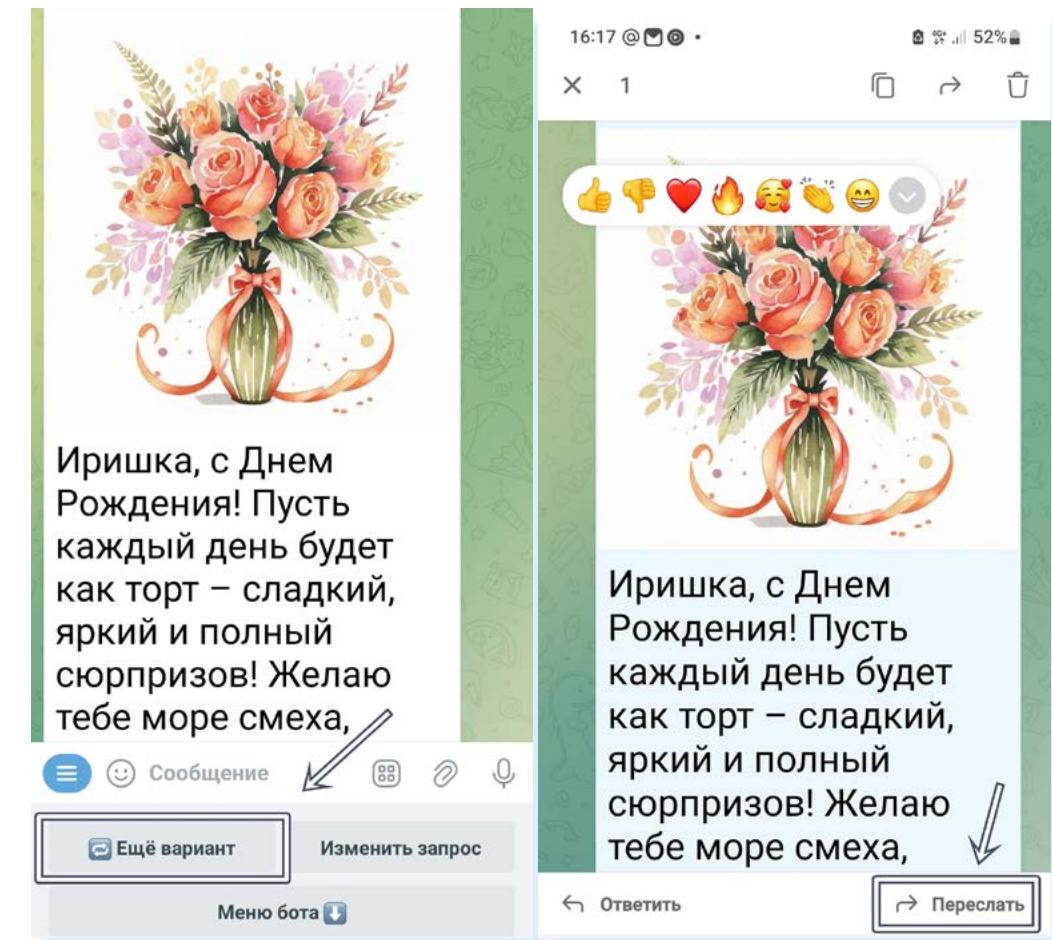 Иришка, с Днем
Рождения! Пусть
каждый день будет
как торт – сладкий,
яркий и полный
сюрпризов! Желаю
тебе море смеха,
Сообщение
Ещё вариант
Изменить запрос
Меню бота
16:17
4G+
52%
1
Иришка, с Днем
Рождения! Пусть
каждый день будет
как торт – сладкий,
яркий и полный
сюрпризов! Желаю
тебе море смеха,
Ответить
Переслать